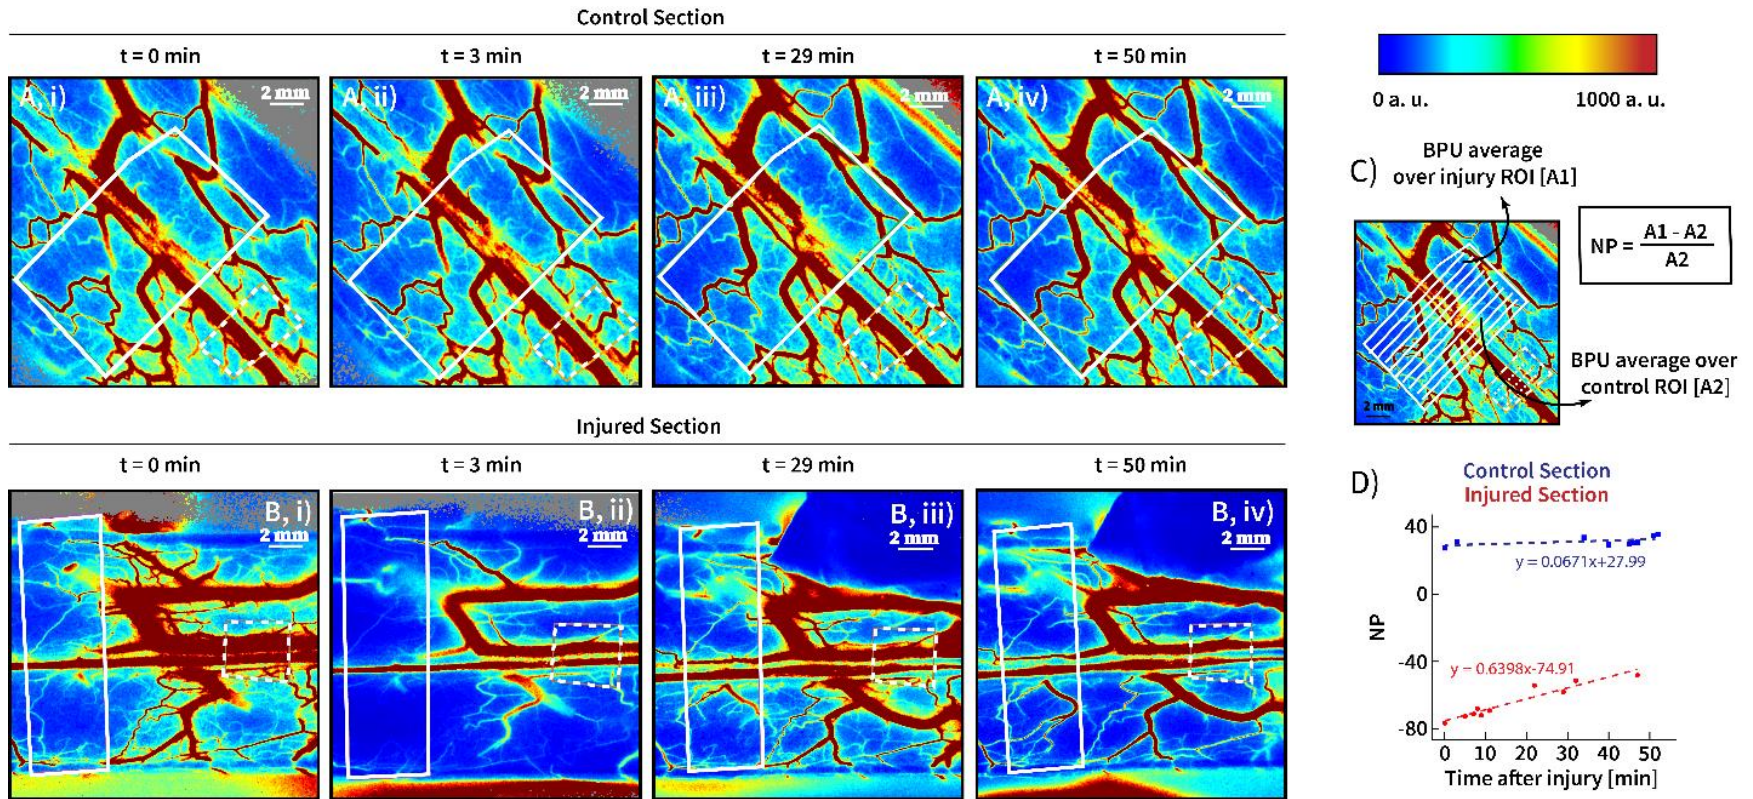 Control Section
t = 0 min
t = 3 min
t = 29 min
t = 50 min
A, i)
2 mm
A, ii)
2 mm
A, iii)
2 mm
A, iv)
2 mm
0 a. u.
1000 a. u.
C)
BPU average
over injury ROI [A1]
NP = A1 - A2
A2
BPU average over
control ROI [A2]
2 mm
Injured Section
t = 0 min
t = 3 min
t = 29 min
t = 50 min
B, i)
2 mm
B, ii)
2 mm
B, iii)
2 mm
B, iv)
2 mm
D)
Control Section
Injured Section
40
0
-40
-80
NP
y = 0.0671x+27.99
y = 0.6398x-74.91
0
10
20
30
40
50
Time after injury [min]